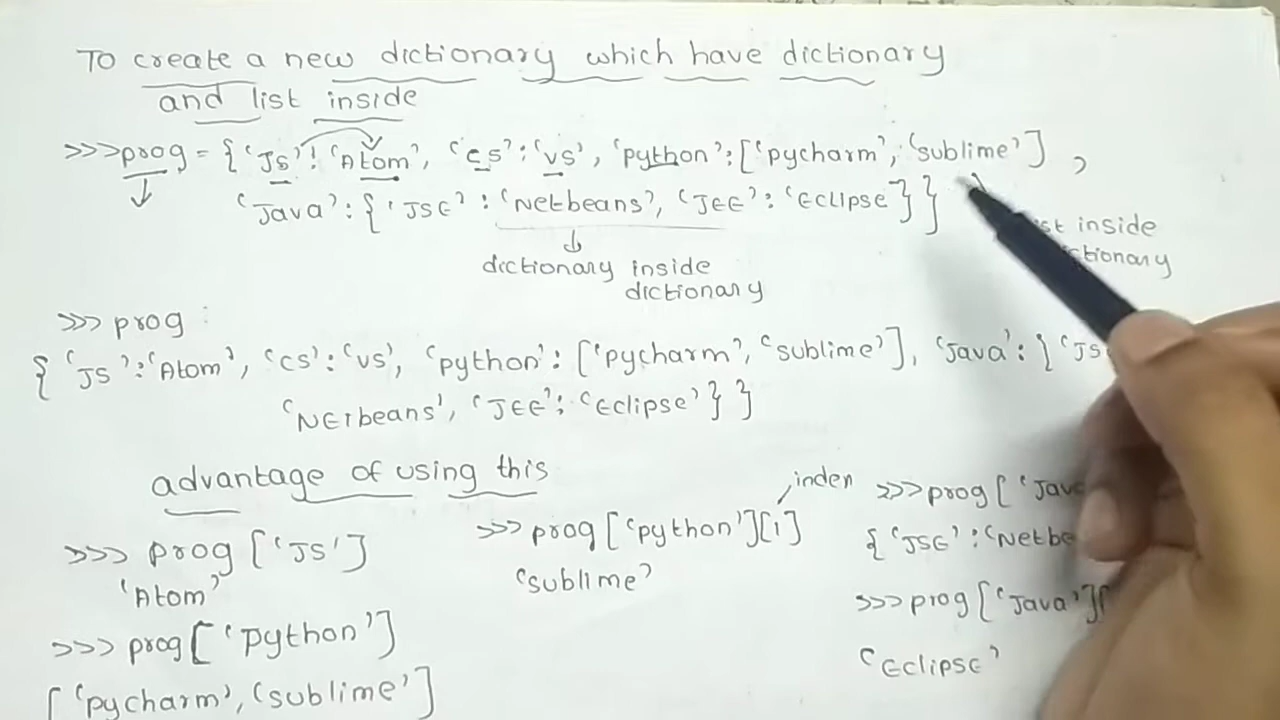 To create a new dictionary which have dictionary
and list inside
>>>prog = {'JS':'Atom', 'CS':'VS', 'python':['pycharm','sublime'],
'Java':{'JSE':'Netbeans','JEE':'Eclipse}}
inside
dictionary inside
dictionary
>>> prog :
{'JS':'Atom', 'CS':'VS', 'python':['pycharm','sublime'], 'Java':{
'NETbeans','JEE':'Eclipse'}}
advantage of using this
>>> prog ['JS']
'Atom'
>>> prog['python']
['pycharm','sublime']
inden
>>> prog['python'][1]
'sublime'
>>> prog[
{'JSE':
>>> prog['Java'][
'Eclipse'